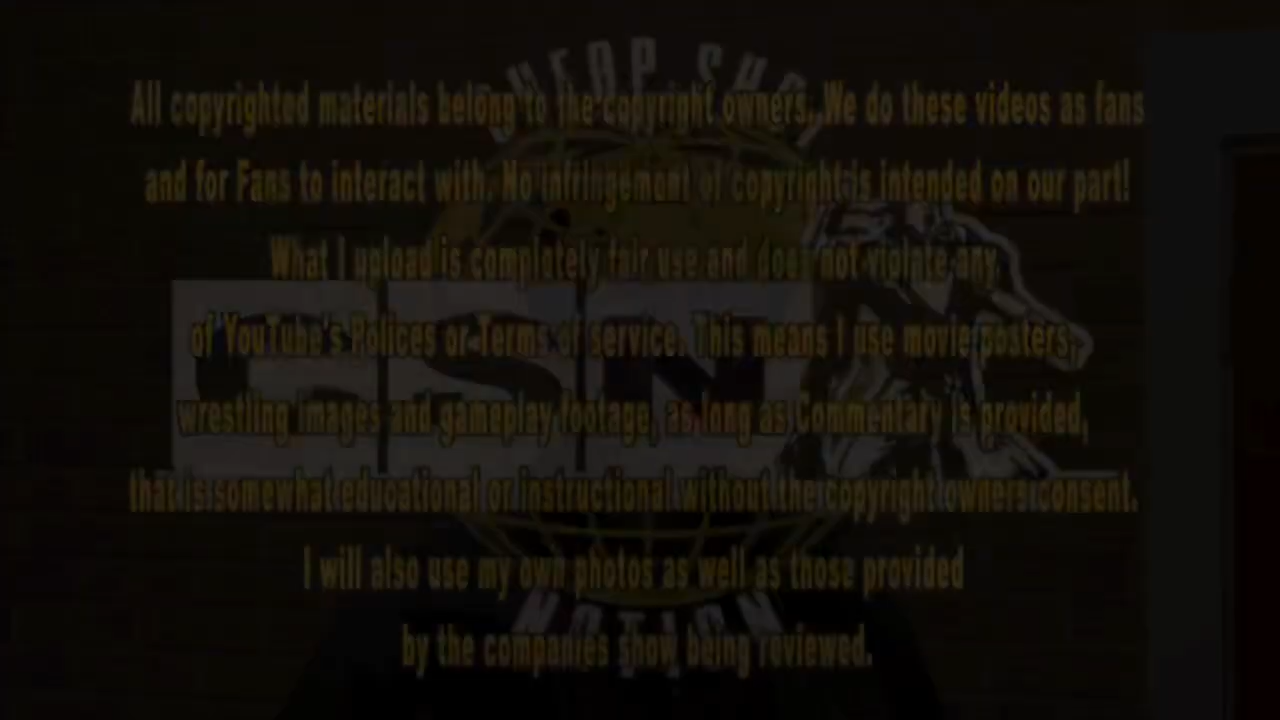 CHEAP SHOT
All copyrighted materials belong to the copyright owners. We do these videos as fans
and for Fans to interact with. No infringement of copyright is intended on our part!
What I upload is completely fair use and does not violate any
of YouTube's Polices or Terms of service. This means I use movie posters,
wrestling images and gameplay footage, as long as Commentary is provided,
CSN
that is somewhat educational or instructional without the copyright owners consent.
I will also use my own photos as well as those provided
NATION
by the companies show being reviewed.